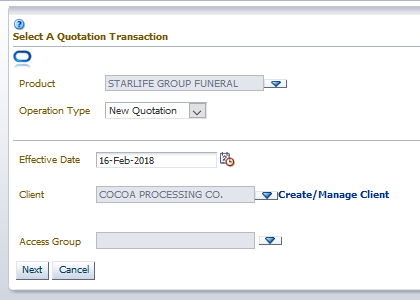 Select A Quotation Transaction
Product STARLIFE GROUP FUNERAL
Operation Type New Quotation
Effective Date 16-Feb-2018
Client COCOA PROCESSING CO. Create/Manage Client
Access Group
Next Cancel